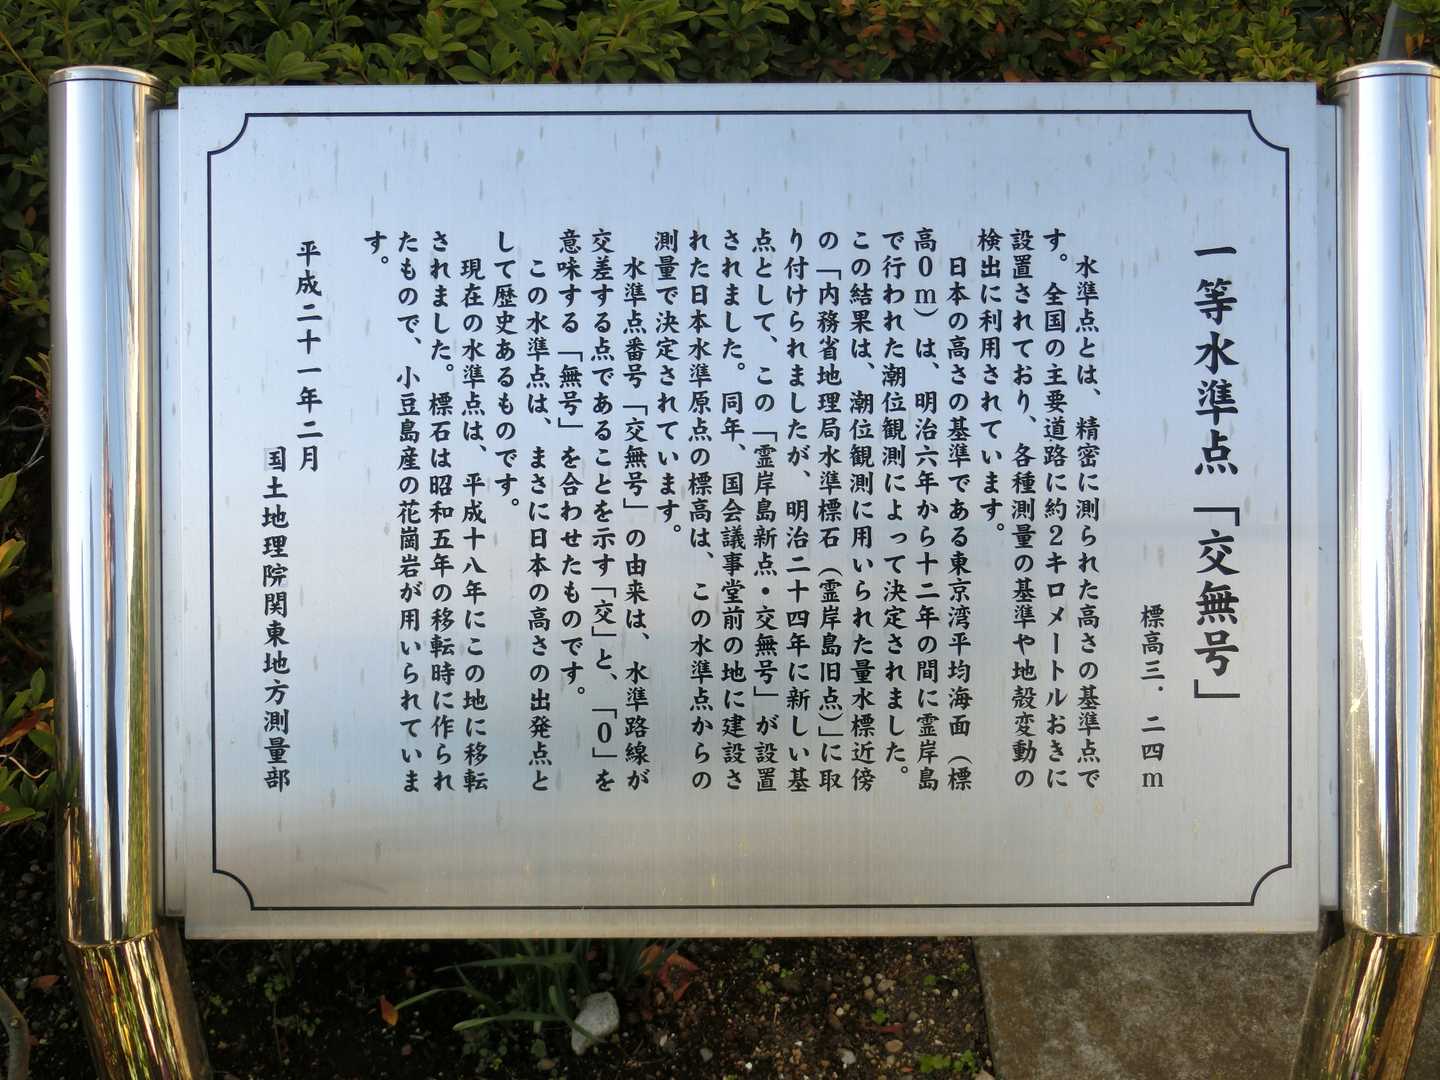 一等水準点「交無号」
標高三．二四ｍ
水準点とは、精密に測られた高さの基準点で
す。全国の主要道路に約２キロメートルおきに
設置されており、各種測量の基準や地殻変動の
検出に利用されています。
日本の高さの基準である東京湾平均海面（標
高０ｍ）は、明治六年から十二年の間に霊岸島
で行われた潮位観測によって決定されました。
この結果は、潮位観測に用いられた量水標近傍
の「内務省地理局水準標石（霊岸島旧点）」に取
り付けられましたが、明治二十四年に新しい基
点として、この「霊岸島新点・交無号」が設置
されました。同年、国会議事堂前の地に建設さ
れた日本水準原点の標高は、この水準点からの
測量で決定されています。
水準点番号「交無号」の由来は、水準路線が
交差する点であることを示す「交」と、「０」を
意味する「無号」を合わせたものです。
この水準点は、まさに日本の高さの出発点と
して歴史あるものです。
現在の水準点は、平成十八年にこの地に移転
されました。標石は昭和五年の移転時に作られ
たもので、小豆島産の花崗岩が用いられていま
す。
平成二十一年二月
国土地理院関東地方測量部